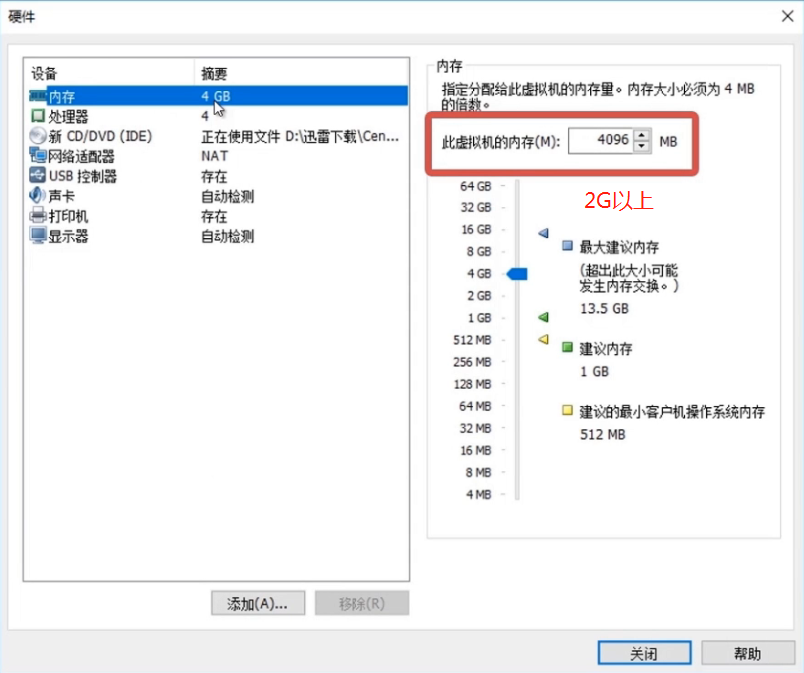 硬件
设备 摘要
内存 4 GB
处理器 4
新 CD/DVD (IDE) 正在使用文件 D:\迅雷下载\Cen...
网络适配器 NAT
USB 控制器 存在
声卡 自动检测
打印机 存在
显示器 自动检测
添加(A)... 移除(R)
内存
指定分配给此虚拟机的内存量。内存大小必须为 4 MB
的倍数。
此虚拟机的内存(M): 4096 MB
2G以上
64 GB
32 GB
16 GB
8 GB
4 GB
2 GB
1 GB
512 MB
256 MB
128 MB
64 MB
32 MB
16 MB
8 MB
4 MB
最大建议内存
(超出此大小可能
发生内存交换。)
13.5 GB
建议内存
1 GB
建议的最小客户机操作系统内存
512 MB
关闭 帮助